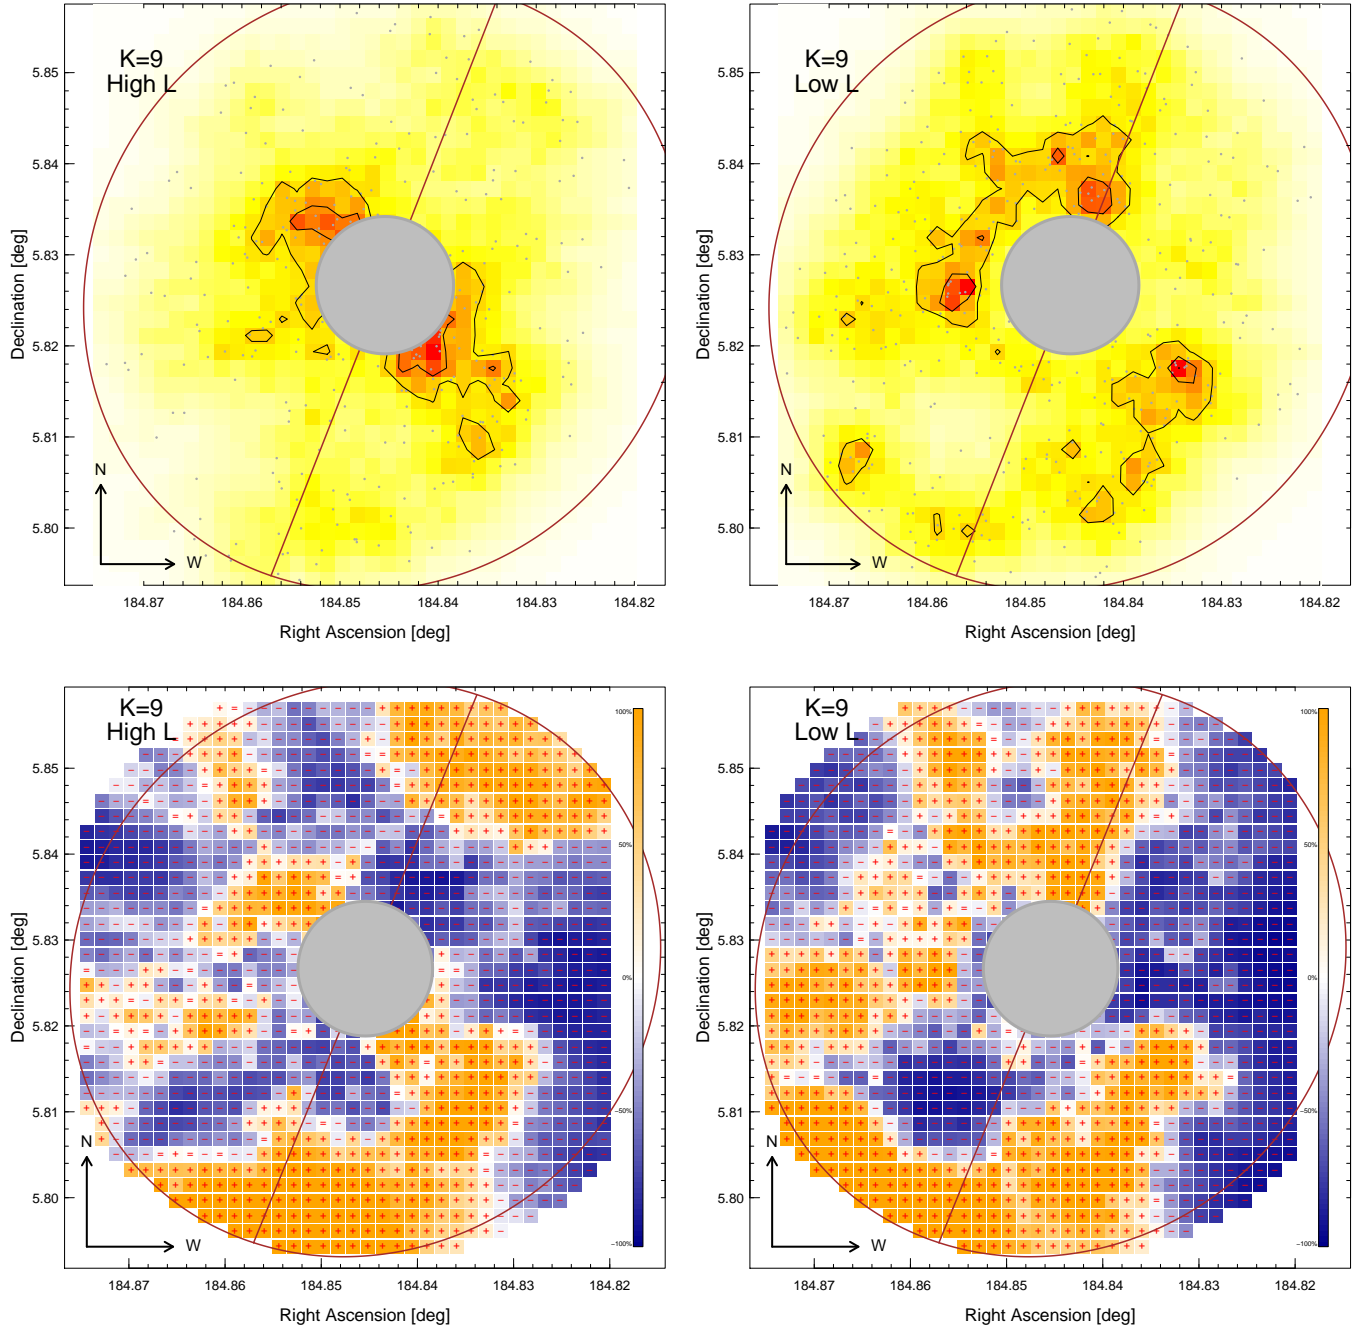 K=9
High L
5.85
5.84
5.83
5.82
5.81
5.80
Declination [deg]
N
W
184.87 184.86 184.85 184.84 184.83 184.82
Right Ascension [deg]
K=9
Low L
5.85
5.84
5.83
5.82
5.81
5.80
Declination [deg]
N
W
184.87 184.86 184.85 184.84 184.83 184.82
Right Ascension [deg]
K=9
High L
100%
50%
0%
−50%
−100%
5.85
5.84
5.83
5.82
5.81
5.80
Declination [deg]
N
W
184.87 184.86 184.85 184.84 184.83 184.82
Right Ascension [deg]
K=9
Low L
100%
50%
0%
−50%
−100%
5.85
5.84
5.83
5.82
5.81
5.80
Declination [deg]
N
W
184.87 184.86 184.85 184.84 184.83 184.82
Right Ascension [deg]